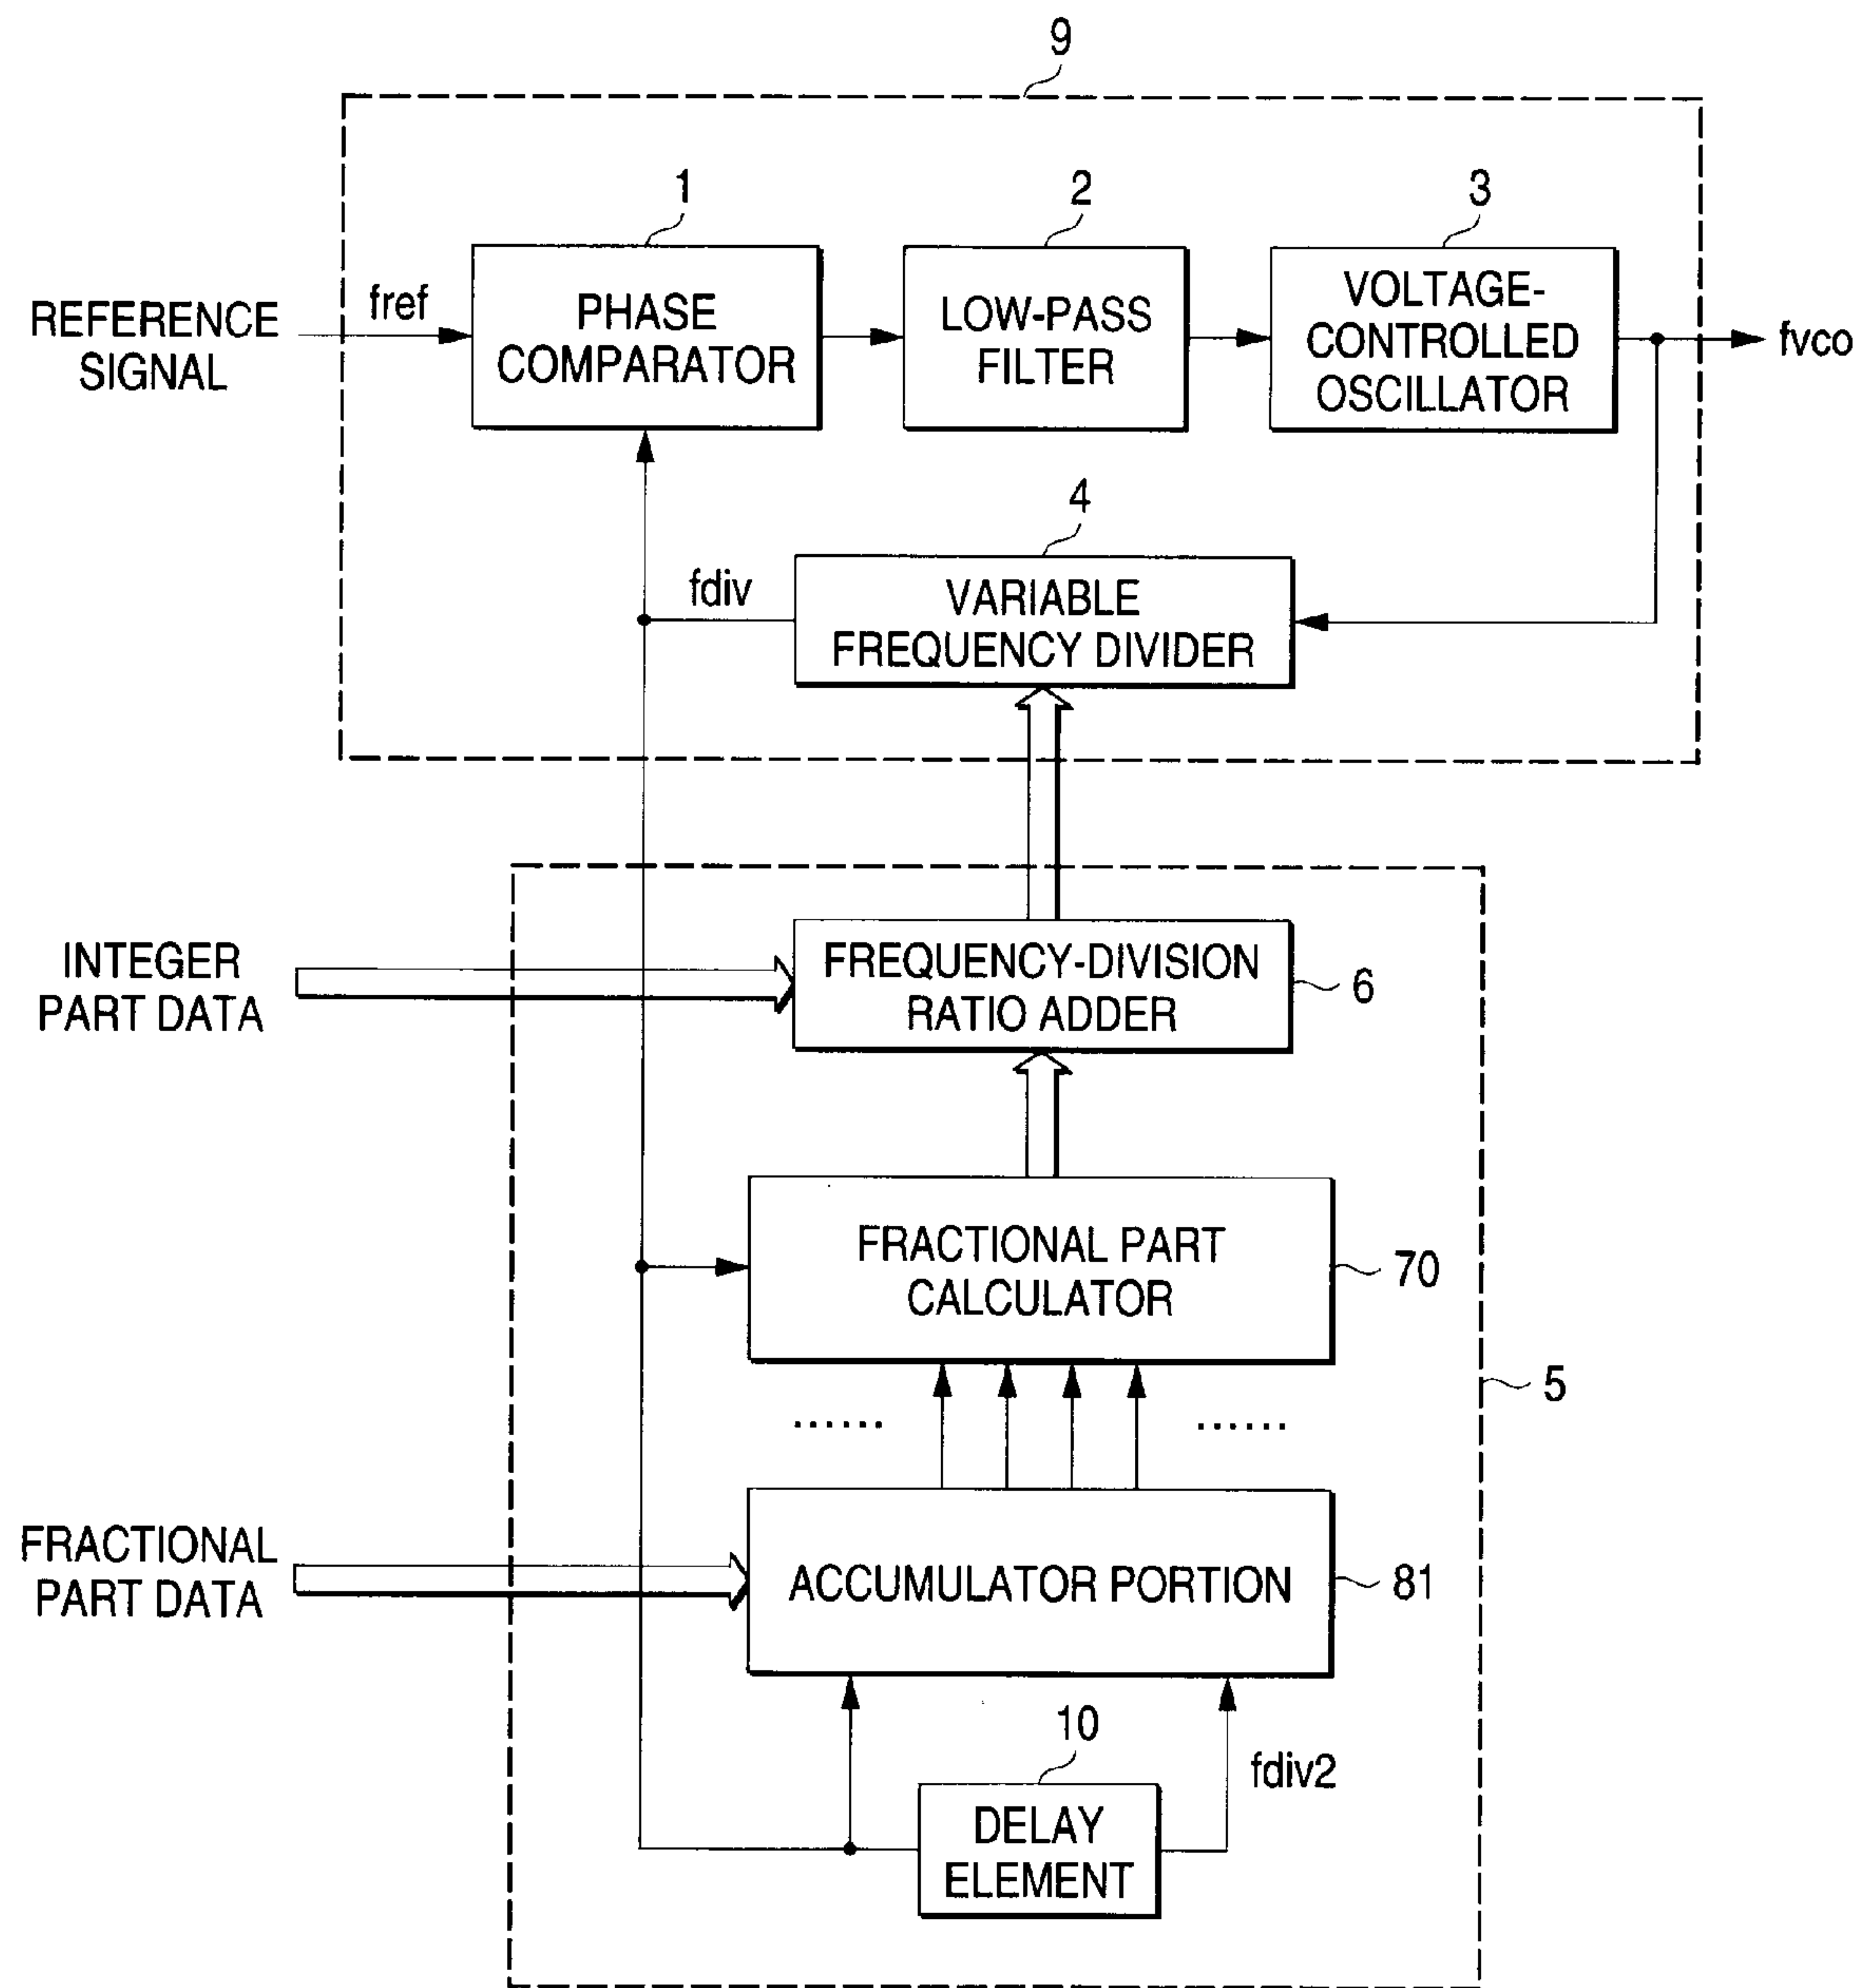 9
1
2
3
REFERENCE
SIGNAL
fref
PHASE
COMPARATOR
LOW-PASS
FILTER
VOLTAGE-
CONTROLLED
OSCILLATOR
fvco
4
fdiv
VARIABLE
FREQUENCY DIVIDER
INTEGER
PART DATA
FREQUENCY-DIVISION
RATIO ADDER
6
FRACTIONAL PART
CALCULATOR
70
5
......
......
FRACTIONAL
PART DATA
ACCUMULATOR PORTION
81
10
fdiv2
DELAY
ELEMENT